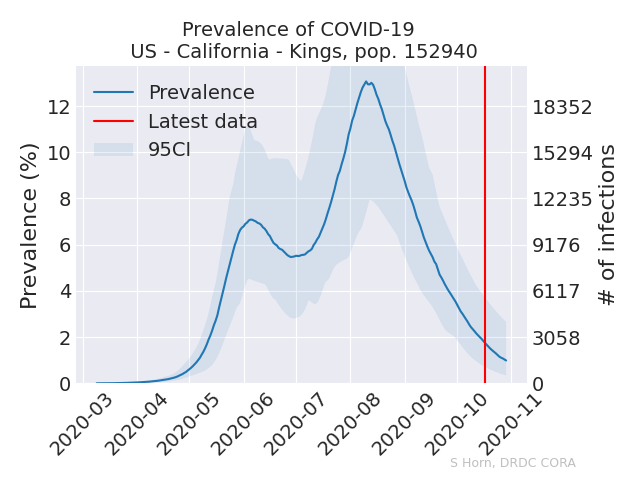 Prevalence of COVID-19
US - California - Kings, pop. 152940
Prevalence
Latest data
95CI
Prevalence (%)
12
10
8
6
4
2
0
18352
15294
12235
9176
6117
3058
0
# of infections
2020-03
2020-04
2020-05
2020-06
2020-07
2020-08
2020-09
2020-10
2020-11
S Horn, DRDC CORA